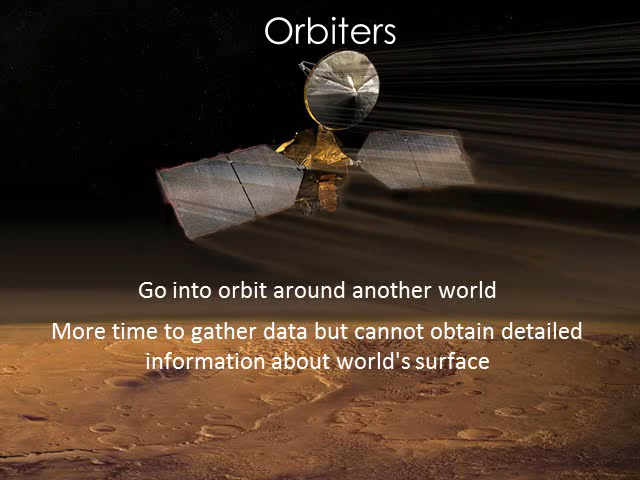 Orbiters
Go into orbit around another world
More time to gather data but cannot obtain detailed
information about world's surface